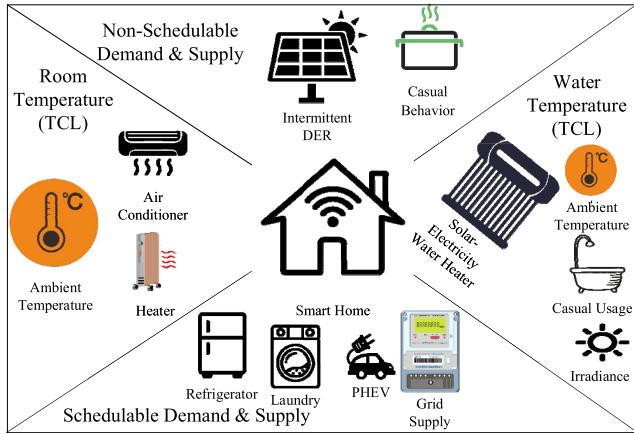 Non-Schedulable
Demand & Supply
Intermittent
DER
Casual
Behavior
Room
Temperature
(TCL)
°C
Ambient
Temperature
Air
Conditioner
Heater
Smart Home
Water
Temperature
(TCL)
Solar-
Electricity
Water Heater
°C
Ambient
Temperature
Casual Usage
Irradiance
Refrigerator
Laundry
PHEV
Grid
Supply
Schedulable Demand & Supply